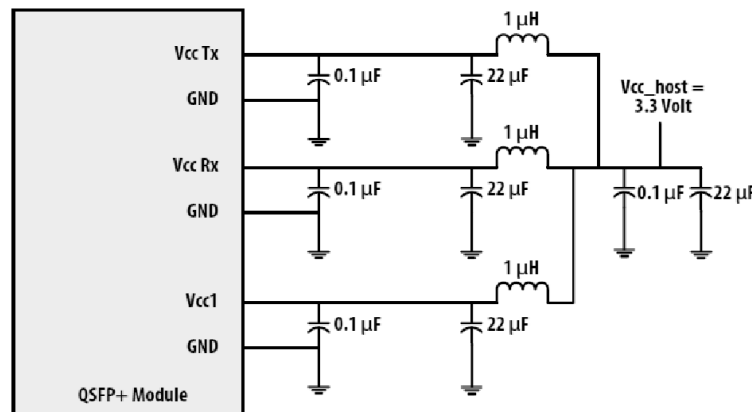 1 µH
Vcc Tx
0.1 µF
22 µF
GND
Vcc_host =
3.3 Volt
1 µH
Vcc Rx
0.1 µF
22 µF
0.1 µF
22 µF
GND
1 µH
Vcc1
0.1 µF
22 µF
GND
QSFP+ Module